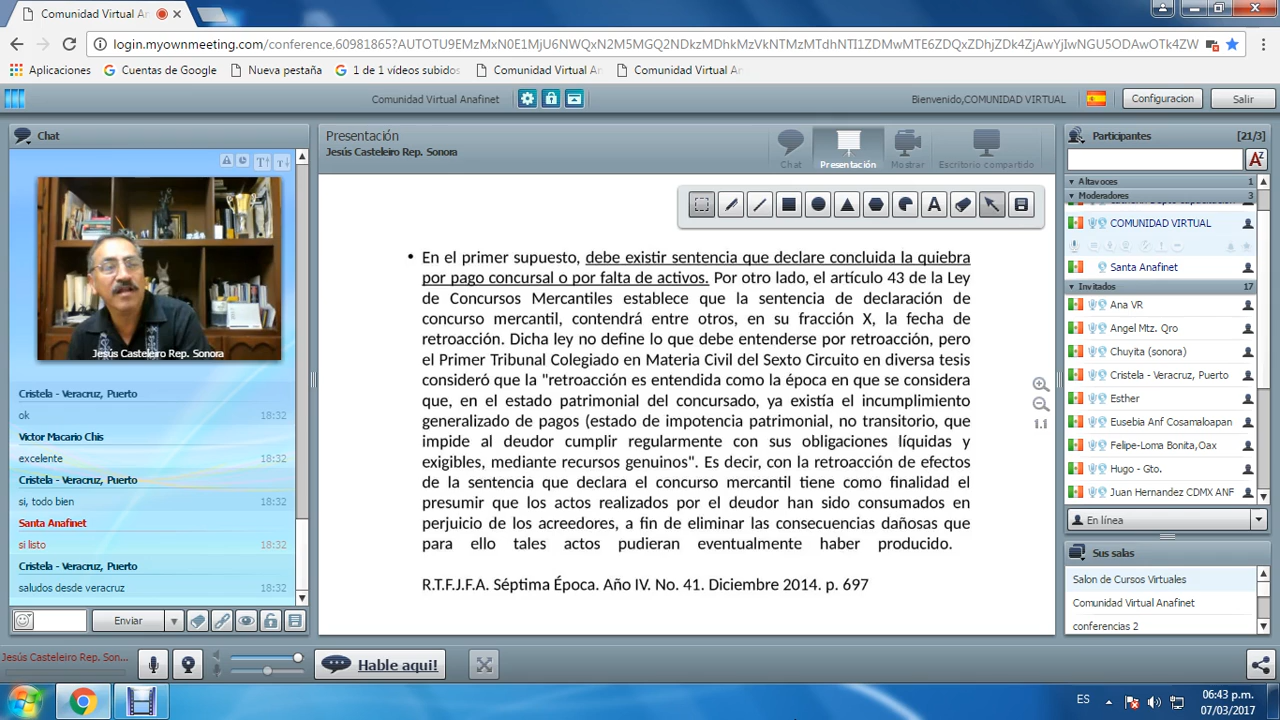 Comunidad Virtual An
login.myownmeeting.com/conference.60981865?AUTOTU9EMzMxN0E1MjU6NWQxN2M5MGQ2NDkzMDhkMzVkNTMzMTdhNTI1ZDMwMTE6ZDQxZDhjZDk4ZjAwYjIwNGU5ODAwOTk4ZW
Aplicaciones Cuentas de Google Nueva pestaña 1 de 1 vídeos subidos Comunidad Virtual An Comunidad Virtual An
Comunidad Virtual Anafinet Bienvenido,COMUNIDAD VIRTUAL Configuracion Salir
Chat
Jesús Casteleiro Rep. Sonora
Cristela - Veracruz, Puerto
ok 18:32
Victor Macario Chis
excelente 18:32
Cristela - Veracruz, Puerto
si, todo bien 18:32
Santa Anafinet
si listo 18:32
Cristela - Veracruz, Puerto
saludos desde veracruz 18:32
Enviar
Presentación
Jesús Casteleiro Rep. Sonora
Chat Presentación Mostrar Escritorio compartido
• En el primer supuesto, debe existir sentencia que declare concluida la quiebra
por pago concursal o por falta de activos. Por otro lado, el artículo 43 de la Ley
de Concursos Mercantiles establece que la sentencia de declaración de
concurso mercantil, contendrá entre otros, en su fracción X, la fecha de
retroacción. Dicha ley no define lo que debe entenderse por retroacción, pero
el Primer Tribunal Colegiado en Materia Civil del Sexto Circuito en diversa tesis
consideró que la "retroacción es entendida como la época en que se considera
que, en el estado patrimonial del concursado, ya existía el incumplimiento
generalizado de pagos (estado de impotencia patrimonial, no transitorio, que
impide al deudor cumplir regularmente con sus obligaciones líquidas y
exigibles, mediante recursos genuinos". Es decir, con la retroacción de efectos
de la sentencia que declara el concurso mercantil tiene como finalidad el
presumir que los actos realizados por el deudor han sido consumados en
perjuicio de los acreedores, a fin de eliminar las consecuencias dañosas que
para ello tales actos pudieran eventualmente haber producido.
R.T.F.J.F.A. Séptima Época. Año IV. No. 41. Diciembre 2014. p. 697
1.1
Participantes [21/3]
Altavoces 1
Moderadores 3
COMUNIDAD VIRTUAL
Santa Anafinet
Invitados 17
Ana VR
Angel Mtz. Qro
Chuyita (sonora)
Cristela - Veracruz, Puerto
Esther
Eusebia Anf Cosamaloapan
Felipe-Loma Bonita,Oax
Hugo - Gto.
Juan Hernandez CDMX ANF
En línea
Sus salas
Salon de Cursos Virtuales
Comunidad Virtual Anafinet
conferencias 2
Jesús Casteleiro Rep. Son... Hable aqui!
ES 06:43 p.m.
07/03/2017